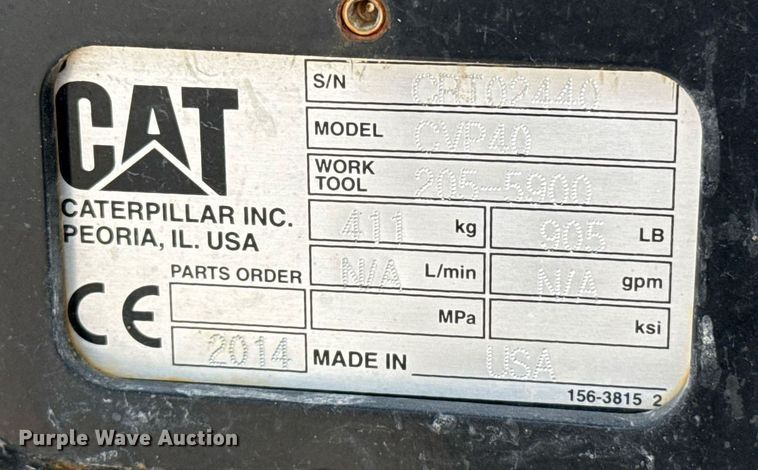 CAT
CATERPILLAR INC.
PEORIA, IL. USA
S/N
MODEL CVP40
WORK TOOL 205-5900
411 kg 905 LB
N/A L/min N/A gpm
MPa ksi
PARTS ORDER
CE
2014
MADE IN USA
156-3815 2
Purple Wave Auction